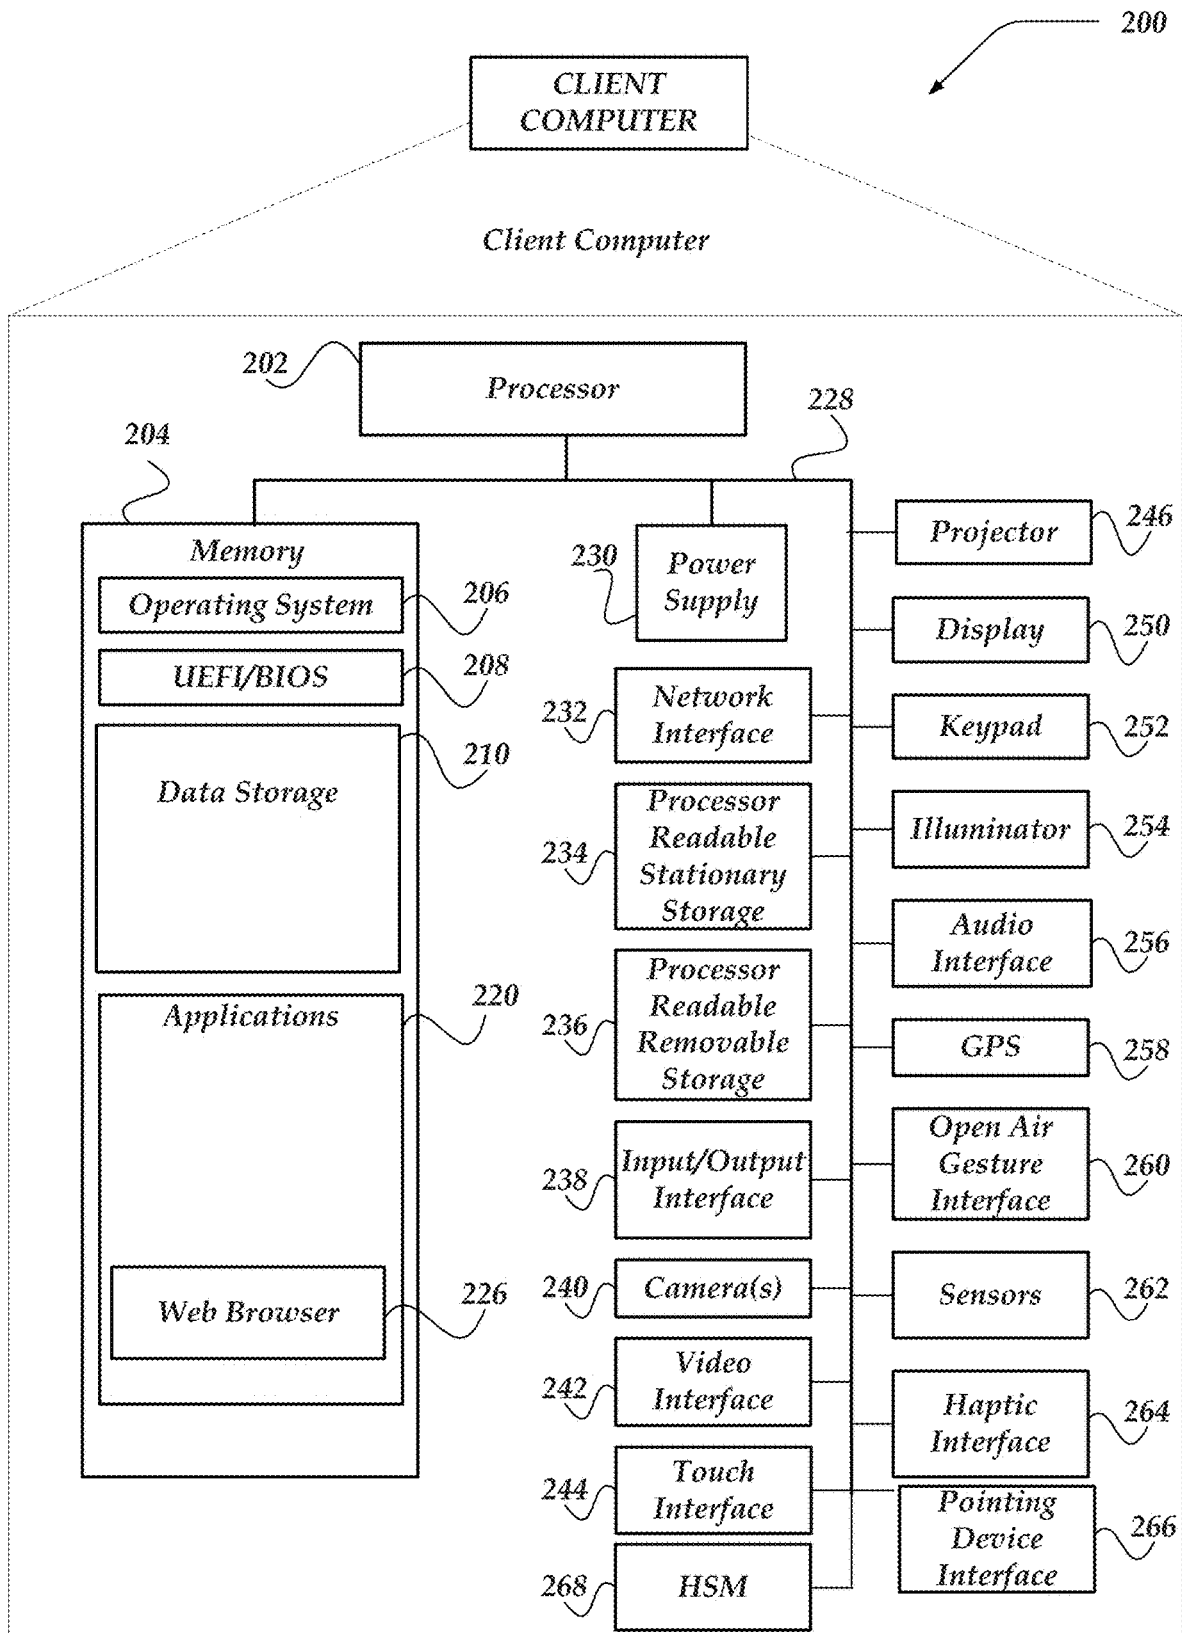 200
CLIENT
COMPUTER
Client Computer
202
Processor
228
204
Memory
Operating System
206
UEFI/BIOS
208
210
Data Storage
220
Applications
Web Browser
226
230
Power
Supply
232
Network
Interface
234
Processor
Readable
Stationary
Storage
236
Processor
Readable
Removable
Storage
238
Input/Output
Interface
240
Camera(s)
242
Video
Interface
244
Touch
Interface
268
HSM
Projector
246
Display
250
Keypad
252
Illuminator
254
Audio
Interface
256
GPS
258
Open Air
Gesture
Interface
260
Sensors
262
Haptic
Interface
264
Pointing
Device
Interface
266